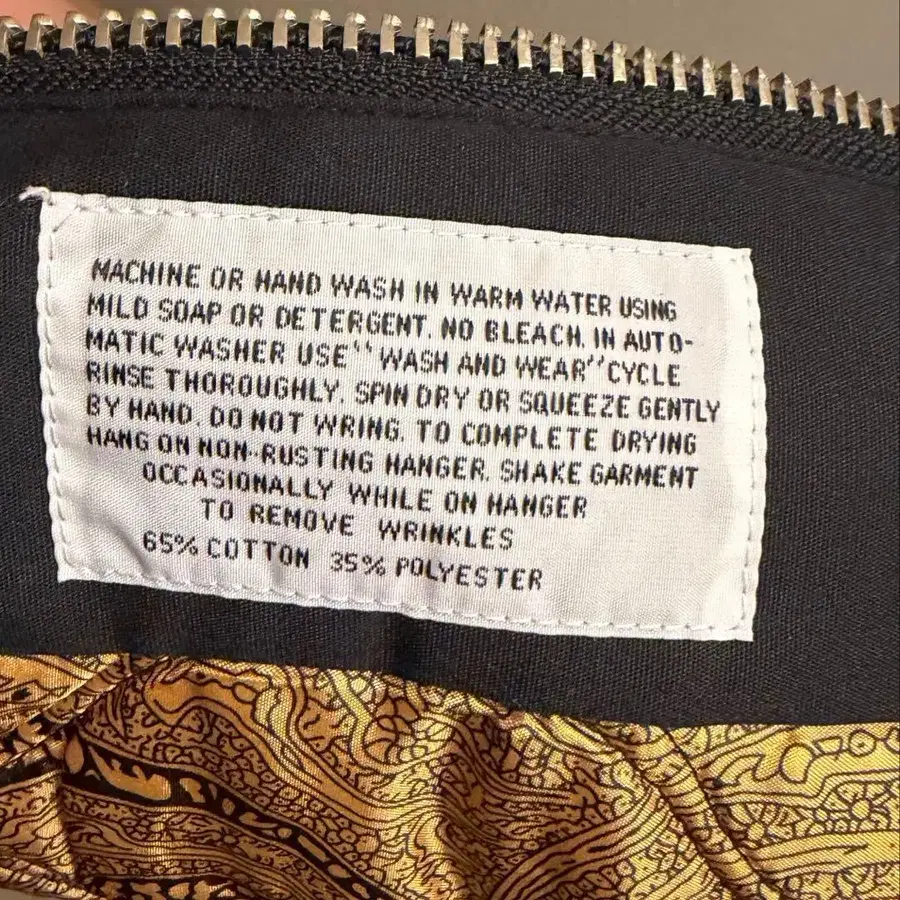 MACHINE OR HAND WASH IN WARM WATER USING
MILD SOAP OR DETERGENT. NO BLEACH. IN AUTO-
MATIC WASHER USE "WASH AND WEAR" CYCLE
RINSE THOROUGHLY. SPIN DRY OR SQUEEZE GENTLY
BY HAND. DO NOT WRING. TO COMPLETE DRYING
HANG ON NON-RUSTING HANGER. SHAKE GARMENT
OCCASIONALLY WHILE ON HANGER
TO REMOVE WRINKLES
65% COTTON 35% POLYESTER